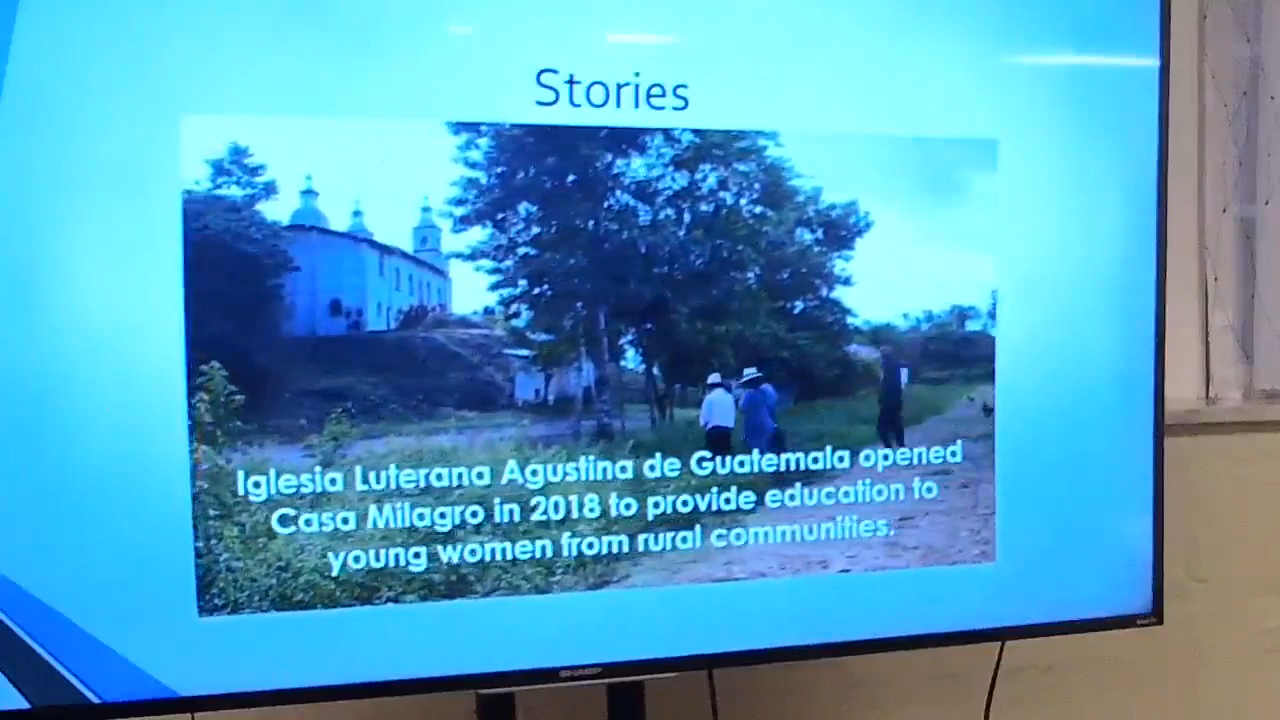 Stories
Iglesia Luterana Agustina de Guatemala opened
Casa Milagro in 2018 to provide education to
young women from rural communities.
SHARP